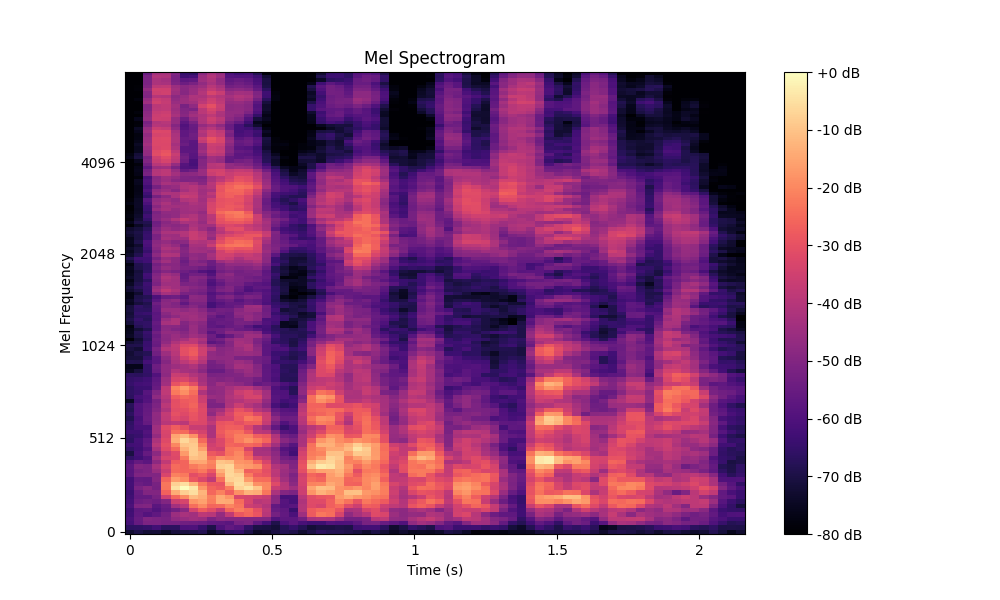 Mel Spectrogram
+0 dB
-10 dB
-20 dB
-30 dB
-40 dB
-50 dB
-60 dB
-70 dB
-80 dB
4096
2048
1024
512
0
Mel Frequency
0 0.5 1 1.5 2
Time (s)